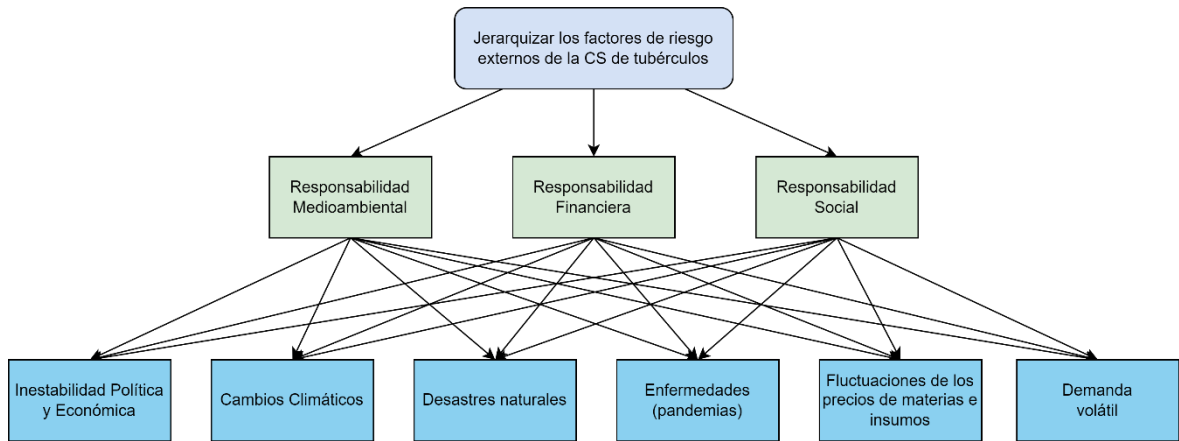 Jerarquizar los factores de riesgo
externos de la CS de tubérculos
Responsabilidad
Medioambiental
Responsabilidad
Financiera
Responsabilidad
Social
Inestabilidad Política
y Económica
Cambios Climáticos
Desastres naturales
Enfermedades
(pandemias)
Fluctuaciones de los
precios de materias e
insumos
Demanda
volátil